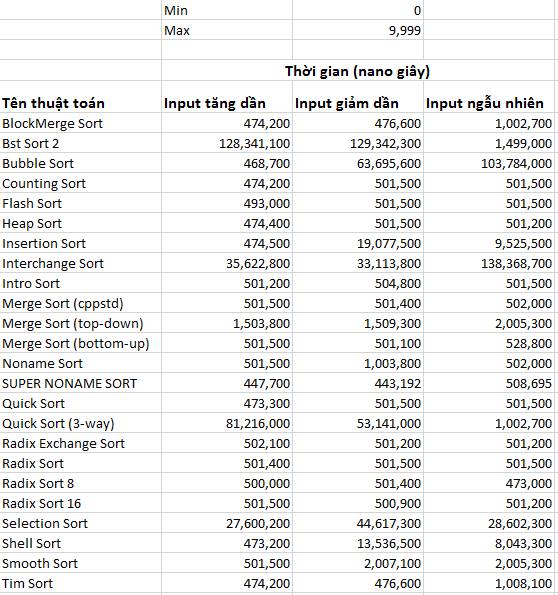 Min 0
Max 9,999
Thời gian (nano giây)
Tên thuật toán Input tăng dần Input giảm dần Input ngẫu nhiên
BlockMerge Sort 474,200 476,600 1,002,700
Bst Sort 2 128,341,100 129,342,300 1,499,000
Bubble Sort 468,700 63,695,600 103,784,000
Counting Sort 474,200 501,500 501,500
Flash Sort 493,000 501,500 501,500
Heap Sort 474,400 501,500 501,200
Insertion Sort 474,500 19,077,500 9,525,500
Interchange Sort 35,622,800 33,113,800 138,368,700
Intro Sort 501,200 504,800 501,500
Merge Sort (cppstd) 501,500 501,400 502,000
Merge Sort (top-down) 1,503,800 1,509,300 2,005,300
Merge Sort (bottom-up) 501,500 501,100 528,800
Noname Sort 501,500 1,003,800 502,000
SUPER NONAME SORT 447,700 443,192 508,695
Quick Sort 473,300 501,500 501,500
Quick Sort (3-way) 81,216,000 53,141,000 1,002,700
Radix Exchange Sort 502,100 501,200 501,200
Radix Sort 501,400 501,500 501,500
Radix Sort 8 500,000 501,400 473,000
Radix Sort 16 501,500 500,900 501,200
Selection Sort 27,600,200 44,617,300 28,602,300
Shell Sort 473,200 13,536,500 8,043,300
Smooth Sort 501,500 2,007,100 2,005,300
Tim Sort 474,200 476,600 1,008,100